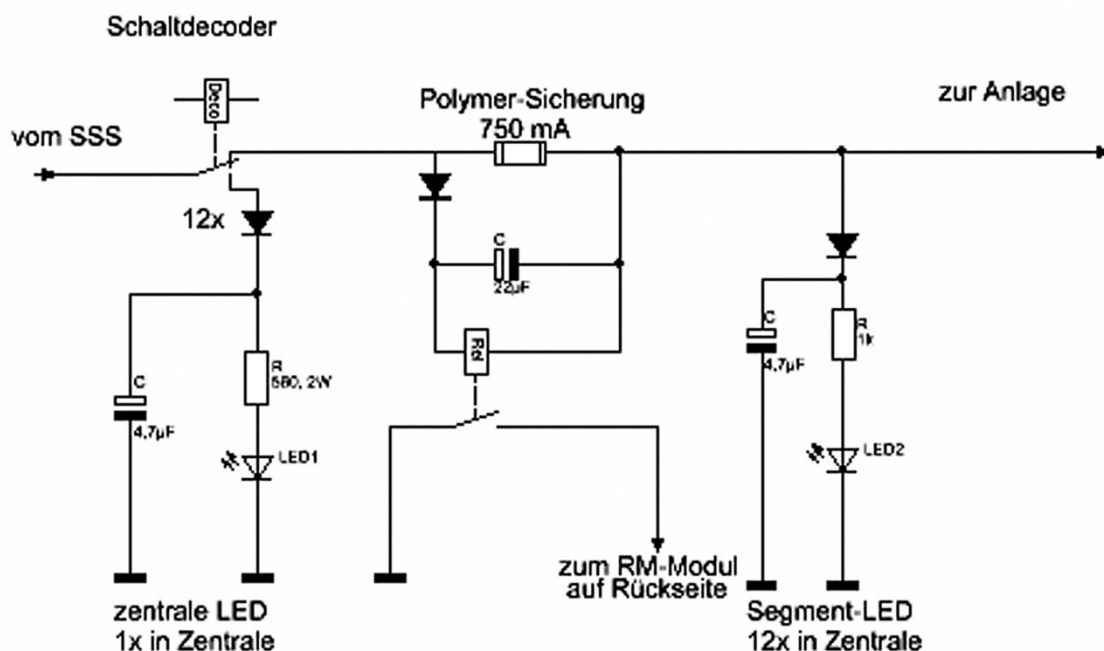 Schaltdecoder
Deco
Polymer-Sicherung
750 mA
zur Anlage
vom SSS
12x
C
22µF
C
4,7µF
R
560, 2W
LED1
Rel
C
4,7µF
R
1k
LED2
zum RM-Modul
auf Rückseite
zentrale LED
1x in Zentrale
Segment-LED
12x in Zentrale